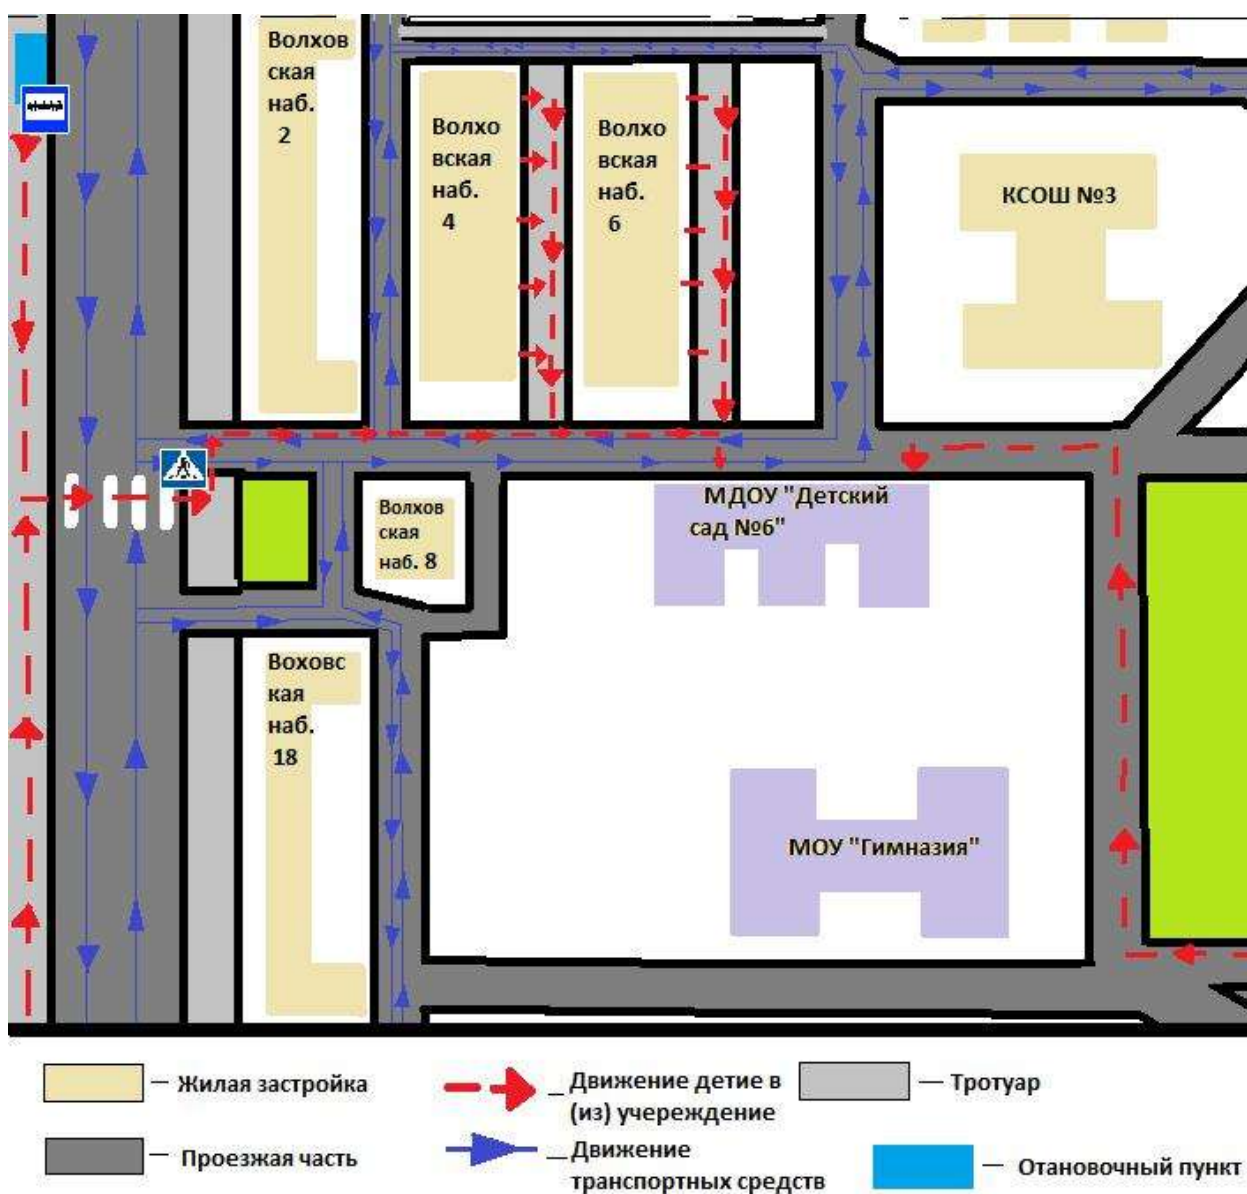 Волхов
ская
наб.
2
Волхо
вская
наб.
4
Волхо
вская
наб.
6
КСОШ №3
МДОУ "Детский
сад №6"
Волхов
ская
наб. 8
Воховс
кая
наб.
18
МОУ "Гимназия"
Жилая застройка
Движение детие в
(из) учереждение
Тротуар
Проезжая часть
Движение
транспортных средств
Отановочный пункт